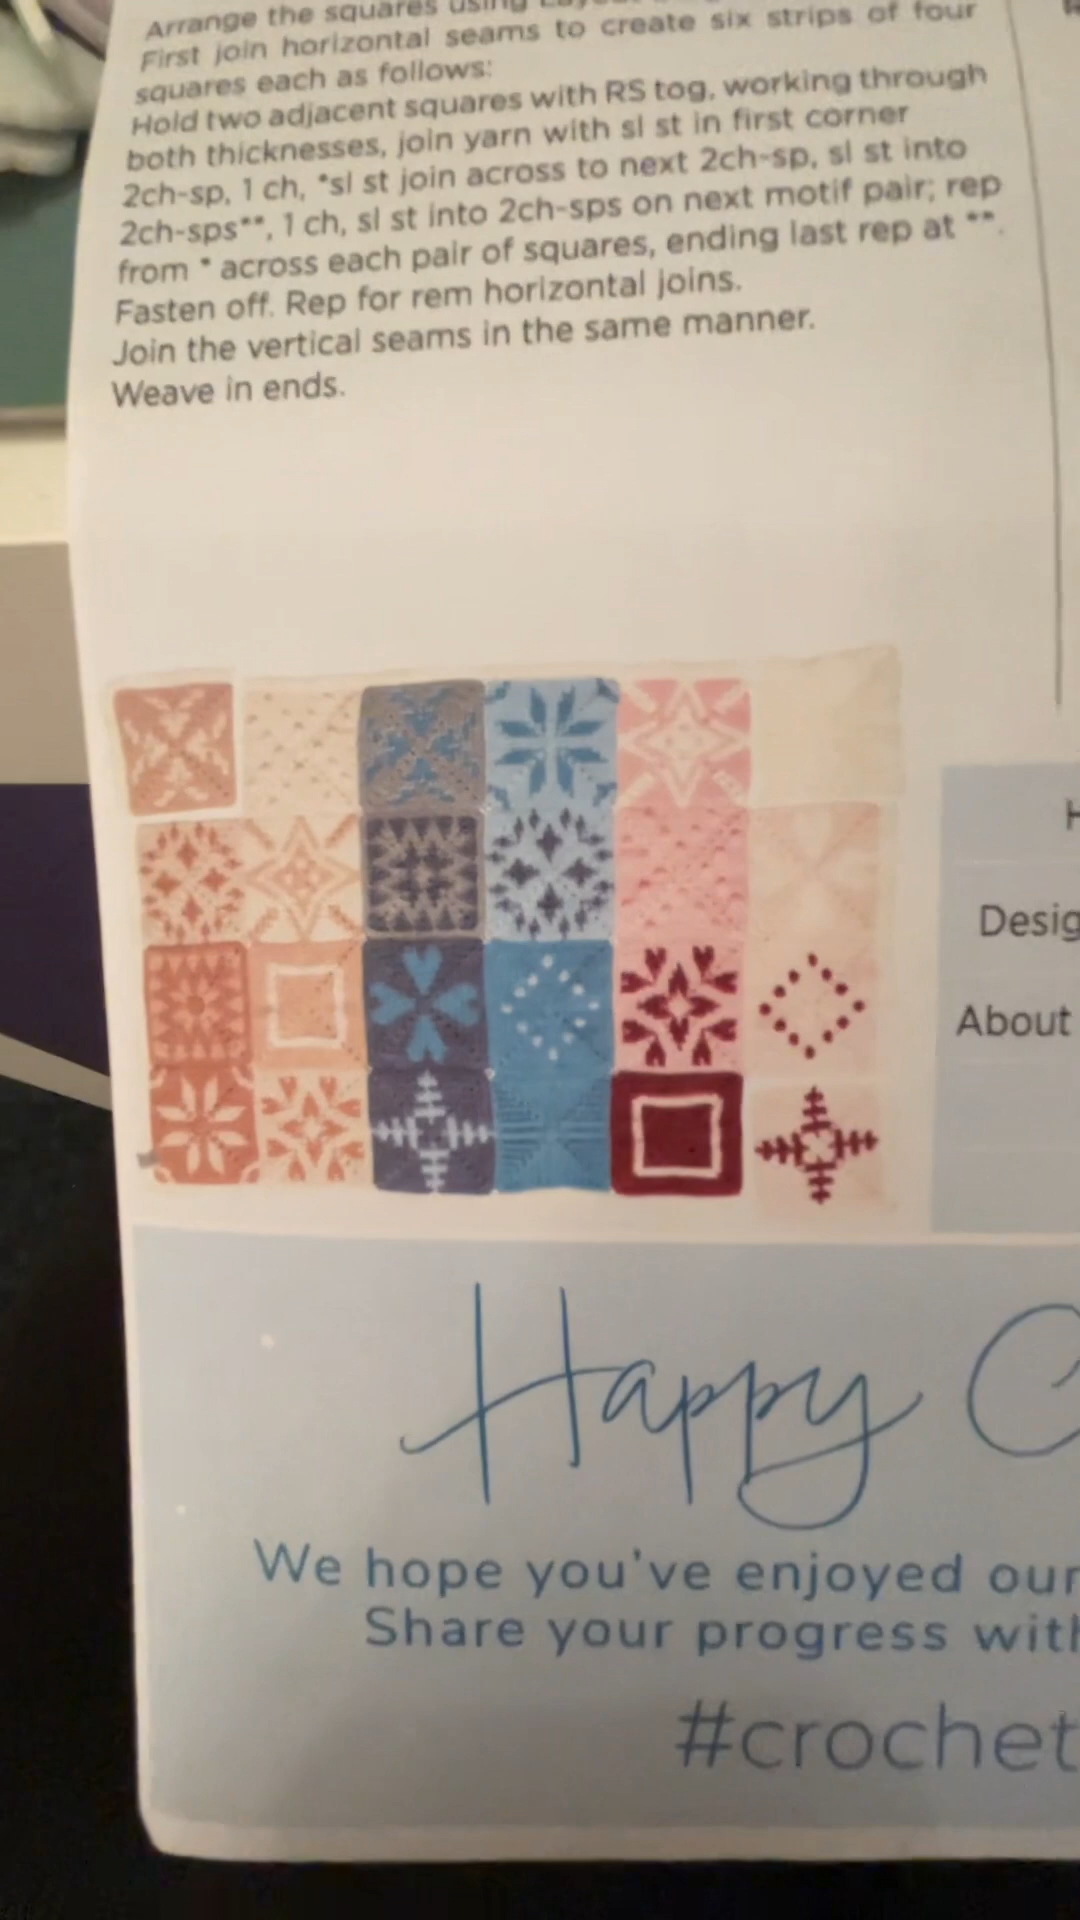 Arrange the squares using
First join horizontal seams to create six strips of four
squares each as follows:
Hold two adjacent squares with RS tog, working through
both thicknesses, join yarn with sl st in first corner
2ch-sp, 1 ch, *sl st join across to next 2ch-sp, sl st into
2ch-sps**, 1 ch, sl st into 2ch-sps on next motif pair; rep
from * across each pair of squares, ending last rep at **.
Fasten off. Rep for rem horizontal joins.
Join the vertical seams in the same manner.
Weave in ends.
H
Desig
About
Happy C
We hope you've enjoyed our
Share your progress with
#crochet